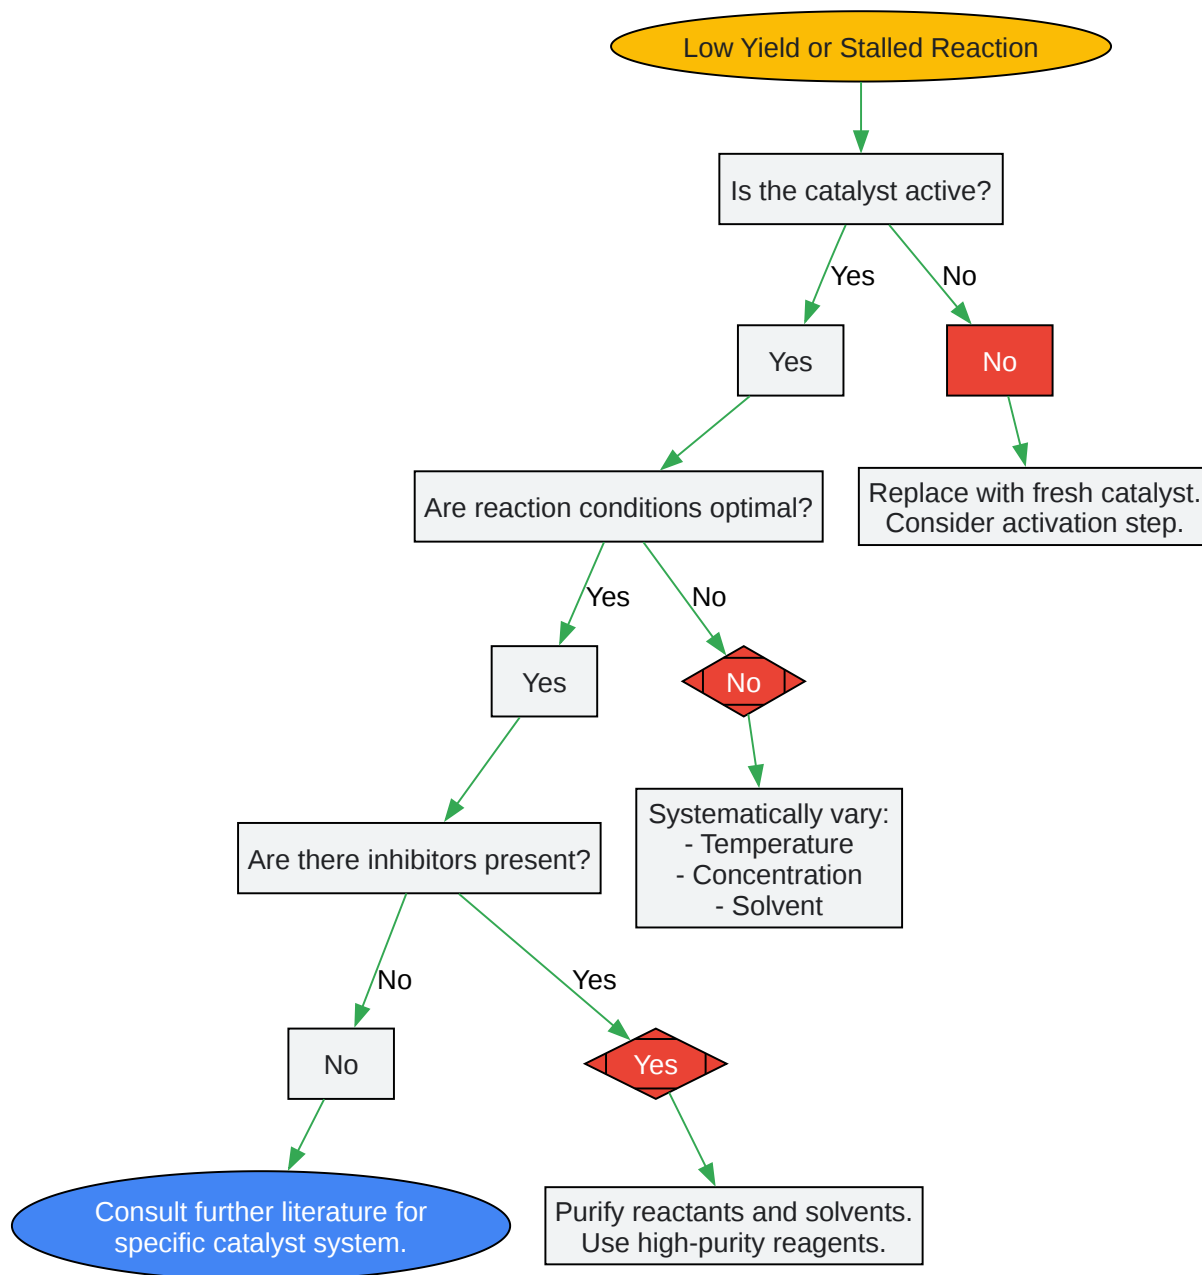 Low Yield or Stalled Reaction
Is the catalyst active?
Yes
No
Yes
No
Are reaction conditions optimal?
Replace with fresh catalyst.
Consider activation step.
Yes
No
Yes
No
Systematically vary:
- Temperature
- Concentration
- Solvent
Are there inhibitors present?
No
Yes
No
Yes
Consult further literature for
specific catalyst system.
Purify reactants and solvents.
Use high-purity reagents.